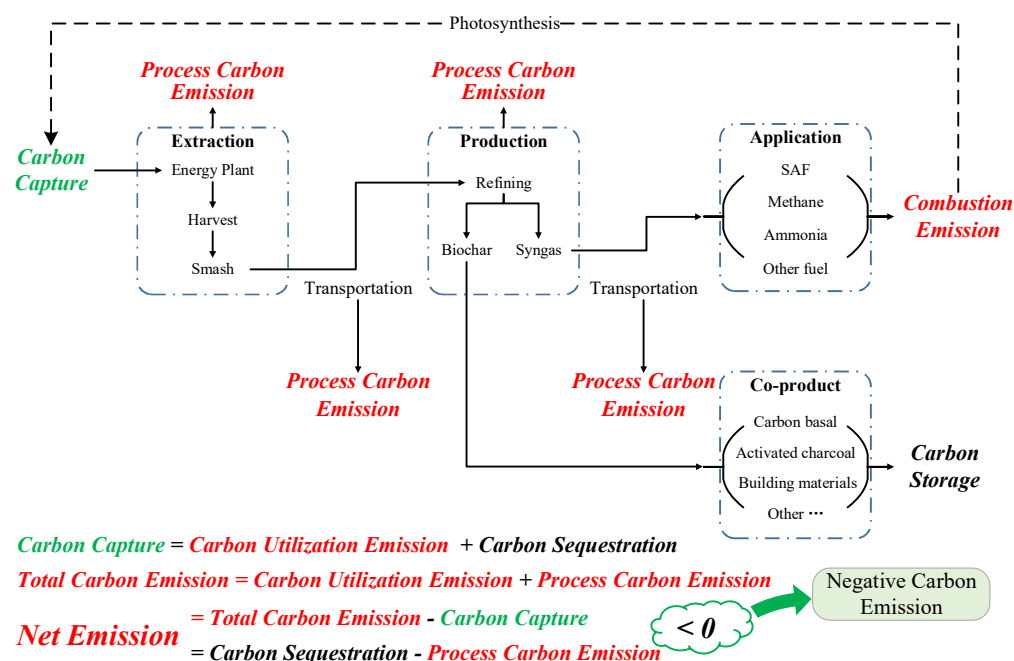 Photosynthesis
Process Carbon
Emission
Process Carbon
Emission
Extraction
Energy Plant
Harvest
Smash
Production
Refining
Biochar
Syngas
Application
SAF
Methane
Ammonia
Other fuel
Carbon
Capture
Combustion
Emission
Transportation
Transportation
Process Carbon
Emission
Process Carbon
Emission
Co-product
Carbon basal
Activated charcoal
Building materials
Other ···
Carbon
Storage
Carbon Capture = Carbon Utilization Emission + Carbon Sequestration
Total Carbon Emission = Carbon Utilization Emission + Process Carbon Emission
Net Emission
= Total Carbon Emission - Carbon Capture
= Carbon Sequestration - Process Carbon Emission
< 0
Negative Carbon
Emission